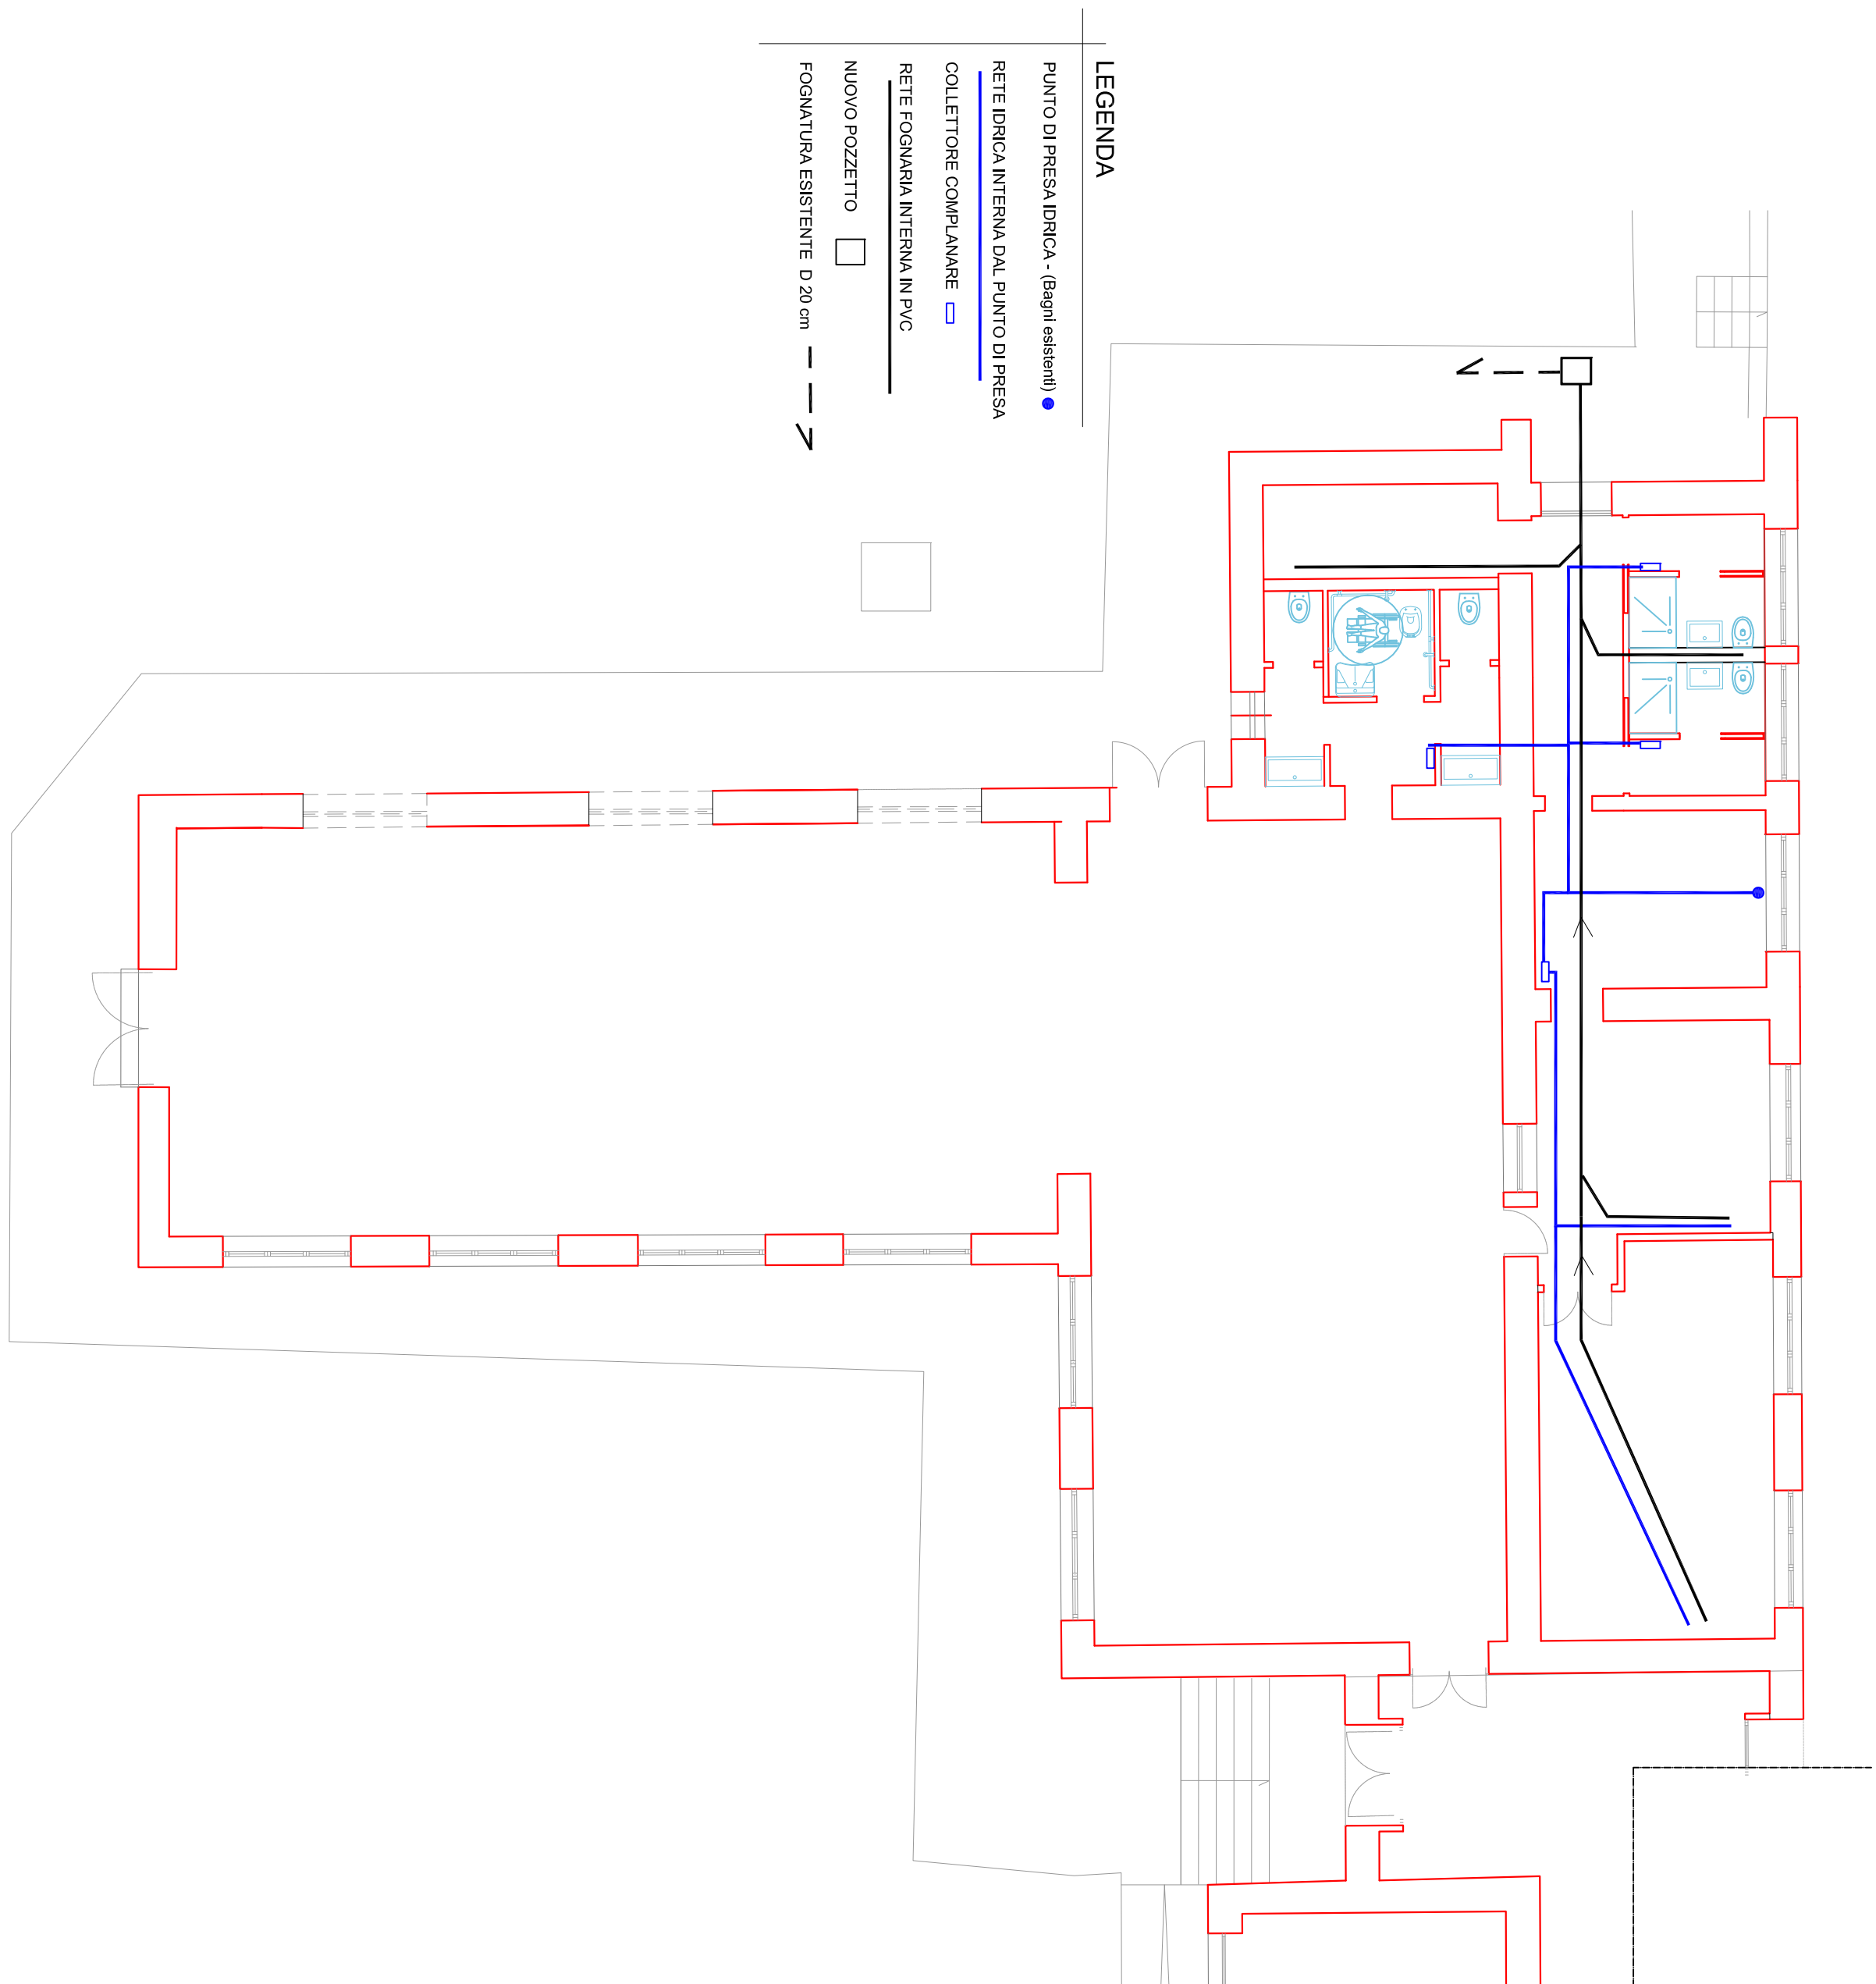 LEGENDA
PUNTO DI PRESA IDRICA - (Bagni esistenti)
RETE IDRICA INTERNA DAL PUNTO DI PRESA
COLLETTORE COMPLANARE
RETE FOGNARIA INTERNA IN PVC
NUOVO POZZETTO
FOGNATURA ESISTENTE D 20 cm